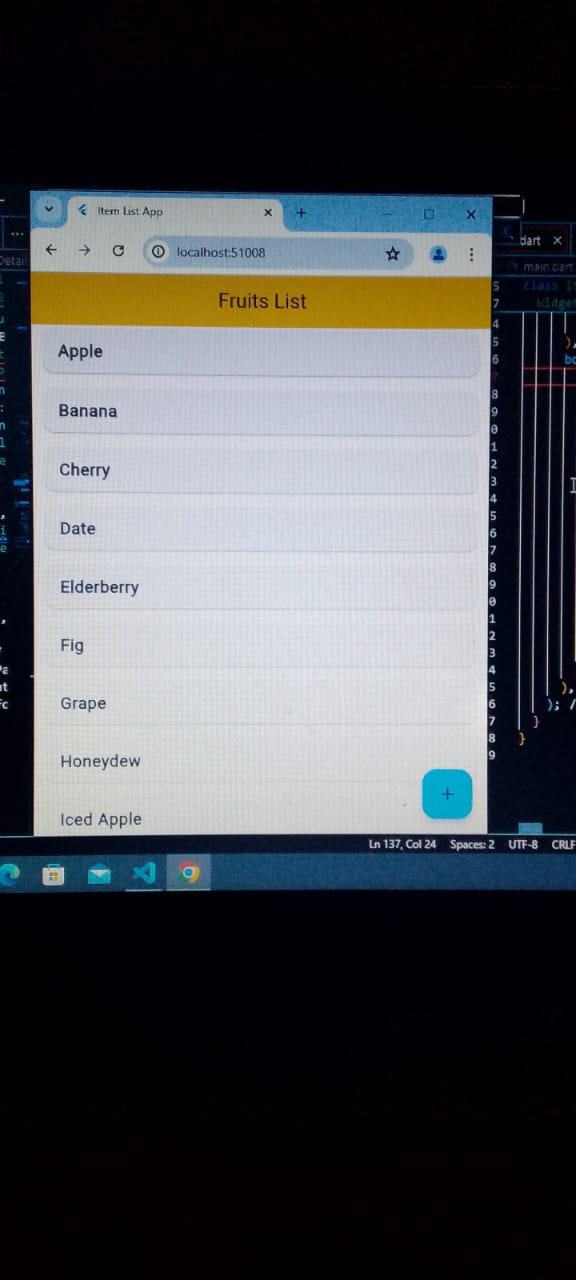 Item List App
localhost:51008
Fruits List
Apple
Banana
Cherry
Date
Elderberry
Fig
Grape
Honeydew
Iced Apple
+
dart
main.dart
class
Widget
Ln 137, Col 24 Spaces: 2 UTF-8 CRLF